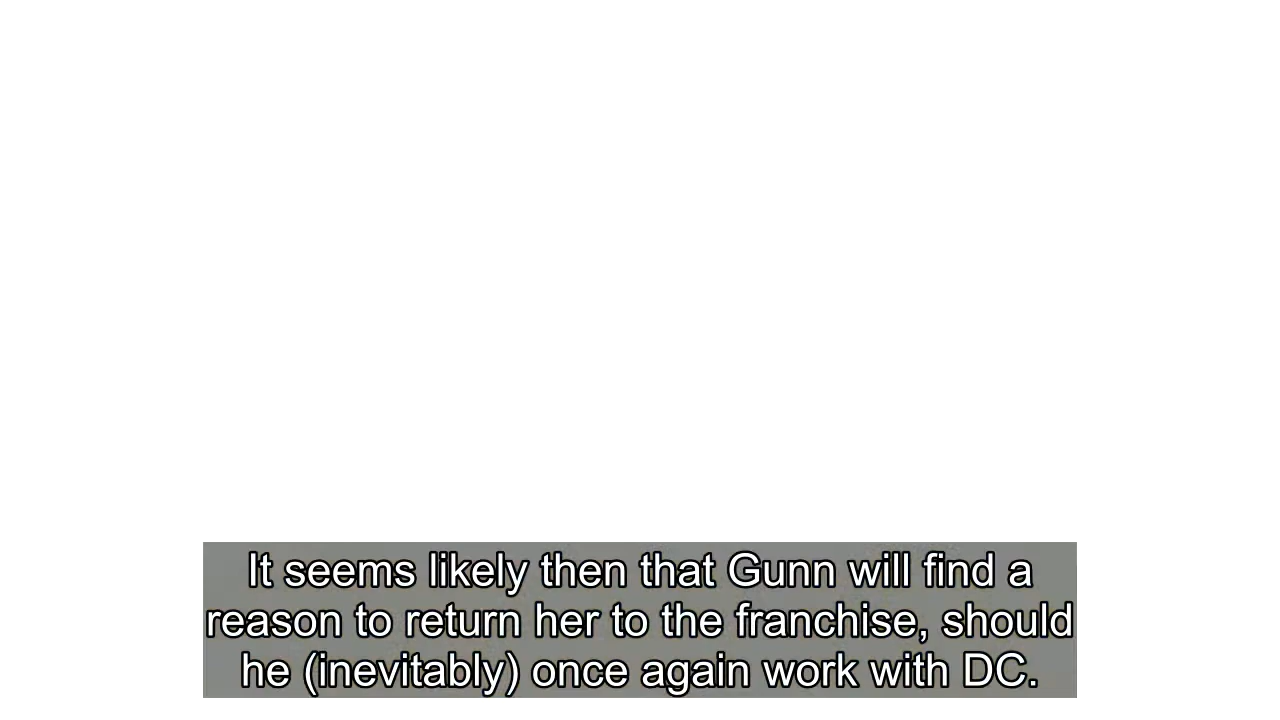 It seems likely then that Gunn will find a
reason to return her to the franchise, should
he (inevitably) once again work with DC.